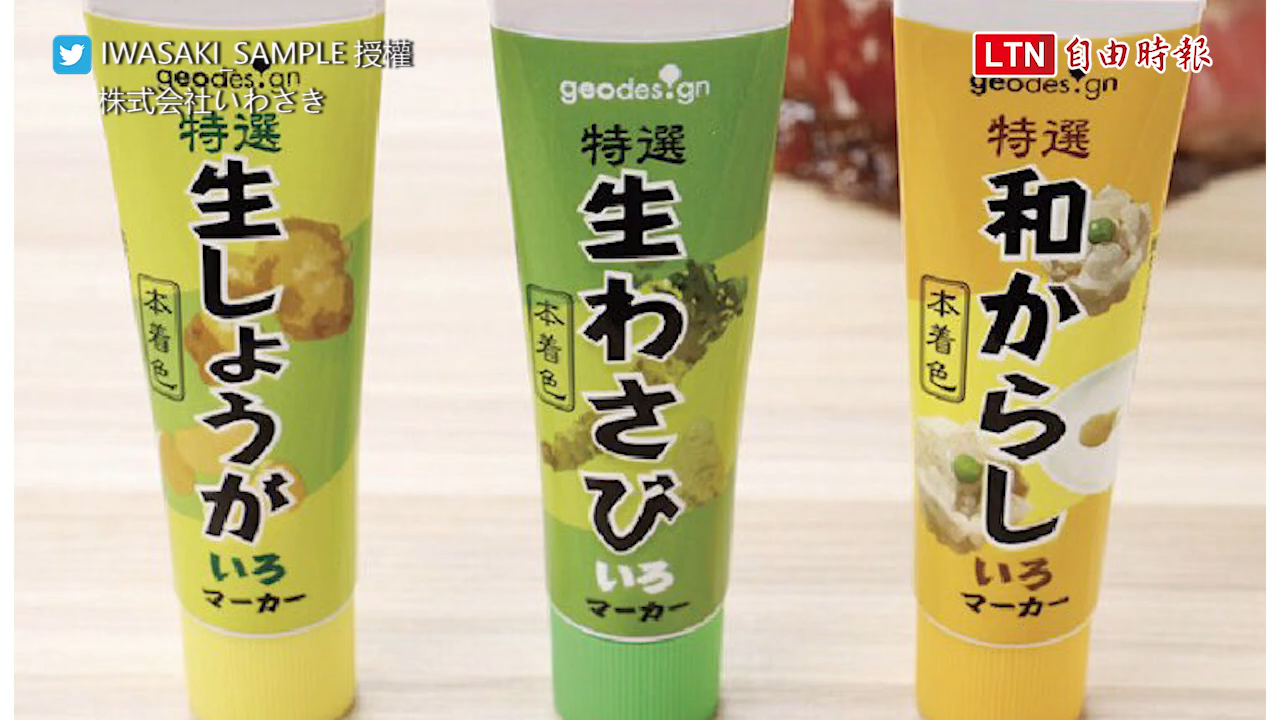 IWASAKI_SAMPLE 授權
株式会社いわさき
LTN 自由時報
geodesign
特選
生しょうが
本着色
いろ
マーカー
geodesign
特選
生わさび
本着色
いろ
マーカー
geodesign
特選
和からし
本着色
いろ
マーカー